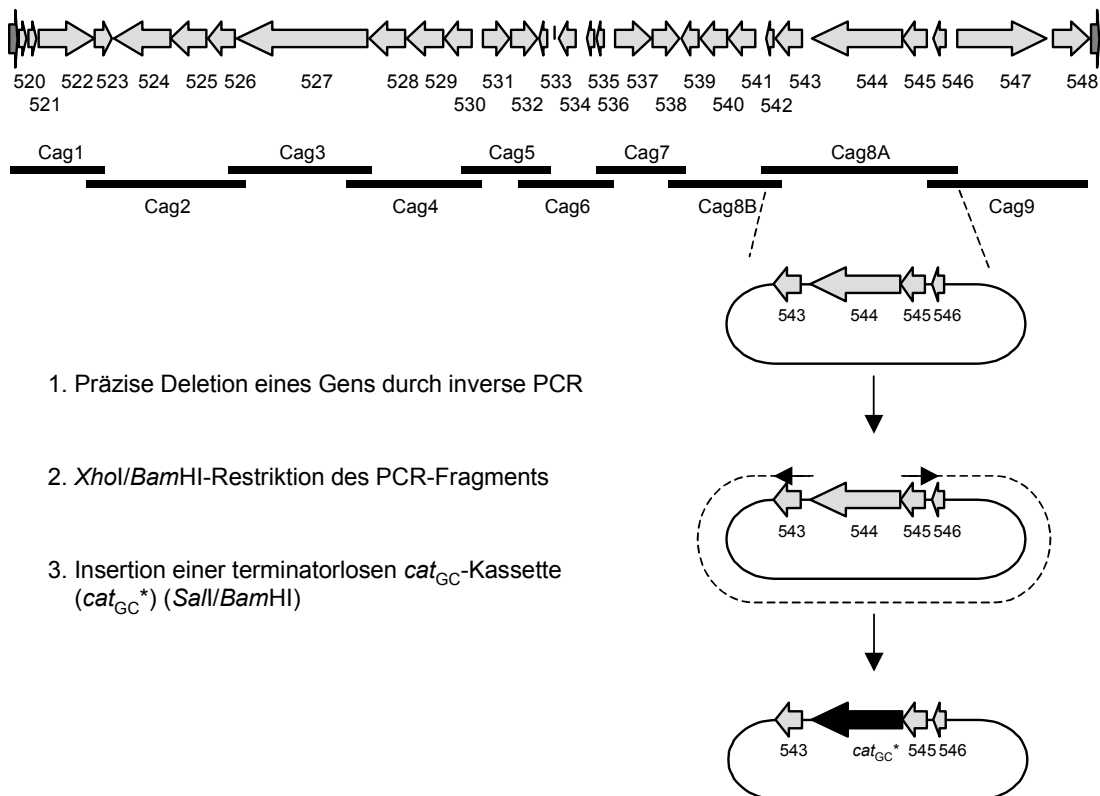 520 522 523 524 525 526 527 528 529 531 533 535 537 539 541 543 544 545 546 547 548
521 530 532 534 536 538 540 542
Cag1 Cag3 Cag5 Cag7 Cag8A
Cag2 Cag4 Cag6 Cag8B Cag9
543 544 545 546
1. Präzise Deletion eines Gens durch inverse PCR
2. XhoI/BamHI-Restriktion des PCR-Fragments
543 544 545 546
3. Insertion einer terminatorlosen catGC-Kassette
(catGC*) (SalI/BamHI)
543 catGC* 545 546